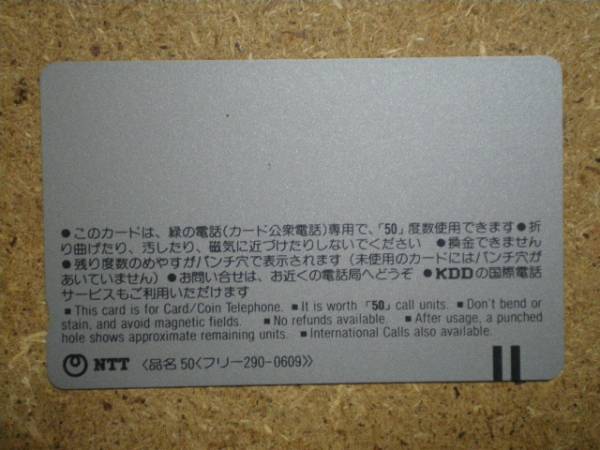 ●このカードは、緑の電話(カード公衆電話)専用で、「50」度数使用できます●折
り曲げたり、汚したり、磁気に近づけたりしないでください ●換金できません
●残り度数のめやすがパンチ穴で表示されます(未使用のカードにはパンチ穴が
あいていません) ●お問い合せは、お近くの電話局へどうぞ ●KDDの国際電話
サービスもご利用いただけます
■This card is for Card/Coin Telephone. ■It is worth「50」call units. ■Don't bend or
stain, and avoid magnetic fields. ■No refunds available. ■After usage, a punched
hole shows approximate remaining units. ■International Calls also available.
NTT 〈品名 50〈フリー290-0609〉〉